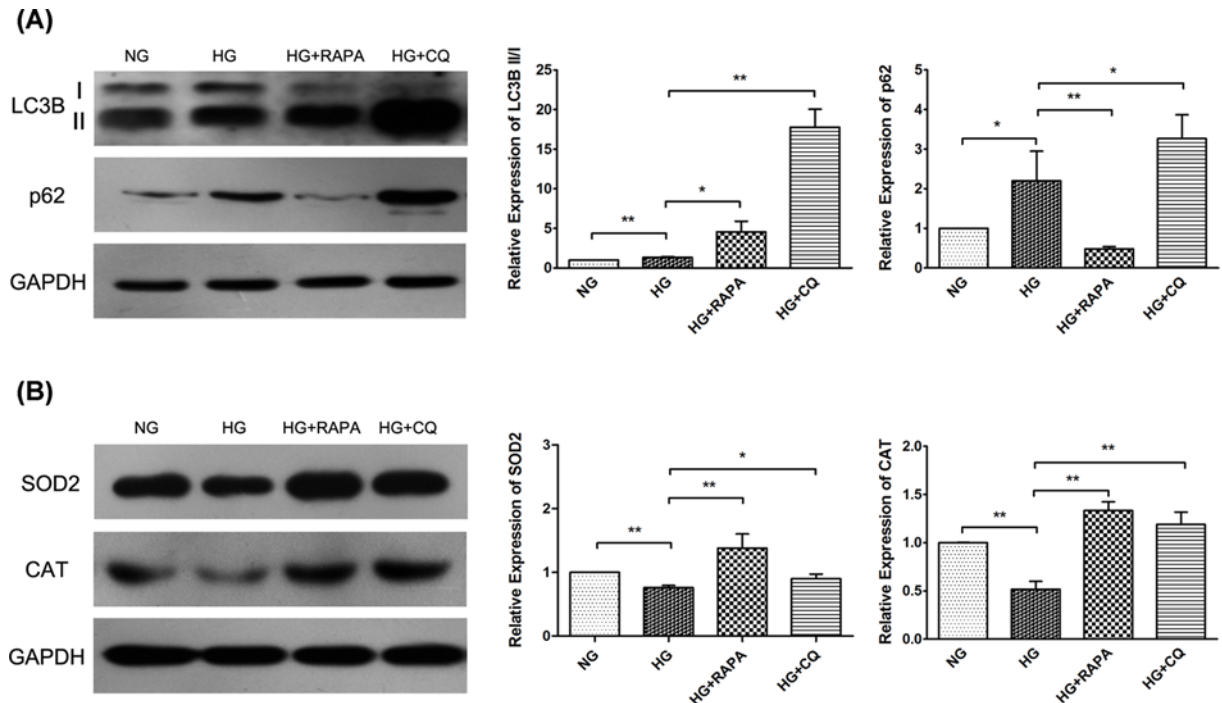 (A)
NG HG HG+RAPA HG+CQ
LC3B I
II
p62
GAPDH
Relative Expression of LC3B II/I
25
20
15
10
5
0
** * **
NG HG HG+RAPA HG+CQ
Relative Expression of p62
5
4
3
2
1
0
* ** *
NG HG HG+RAPA HG+CQ
(B)
NG HG HG+RAPA HG+CQ
SOD2
CAT
GAPDH
Relative Expression of SOD2
3
2
1
0
** ** *
NG HG HG+RAPA HG+CQ
Relative Expression of CAT
2.0
1.5
1.0
0.5
0.0
** ** **
NG HG HG+RAPA HG+CQ